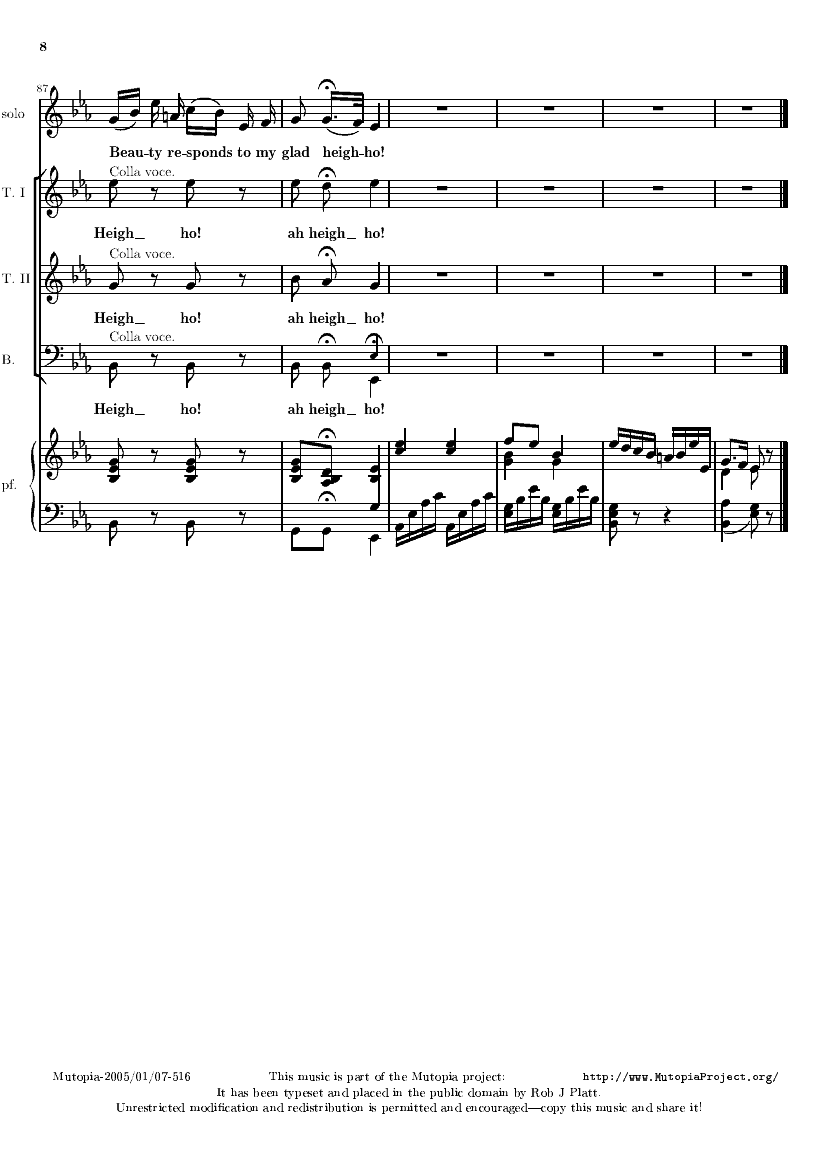 8
87
solo
Beau-ty re-sponds to my glad heigh-ho!
Colla voce.
T. I
Heigh_ ho! ah heigh_ ho!
Colla voce.
T. II
Heigh_ ho! ah heigh_ ho!
Colla voce.
B.
Heigh_ ho! ah heigh_ ho!
pf.
Mutopia-2005/01/07-516 This music is part of the Mutopia project: http://www.MutopiaProject.org/
It has been typeset and placed in the public domain by Rob J Platt.
Unrestricted modification and redistribution is permitted and encouraged—copy this music and share it!